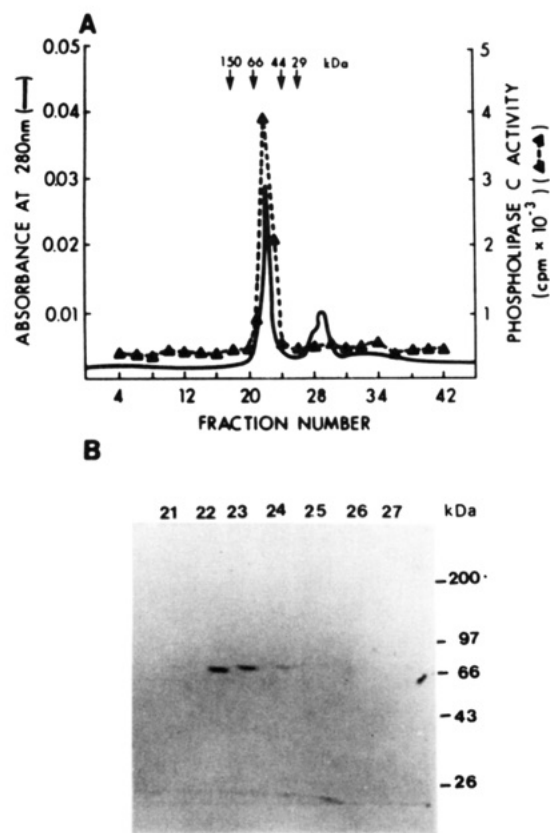 A
ABSORBANCE AT 280nm (—)
0.05
0.04
0.03
0.02
0.01
150 66 44 29 kDa
5
4
3
2
1
PHOSPHOLIPASE C ACTIVITY
(cpm × 10⁻³) (▲--▲)
4 12 20 28 34 42
FRACTION NUMBER
B
21 22 23 24 25 26 27 kDa
200
97
66
43
26